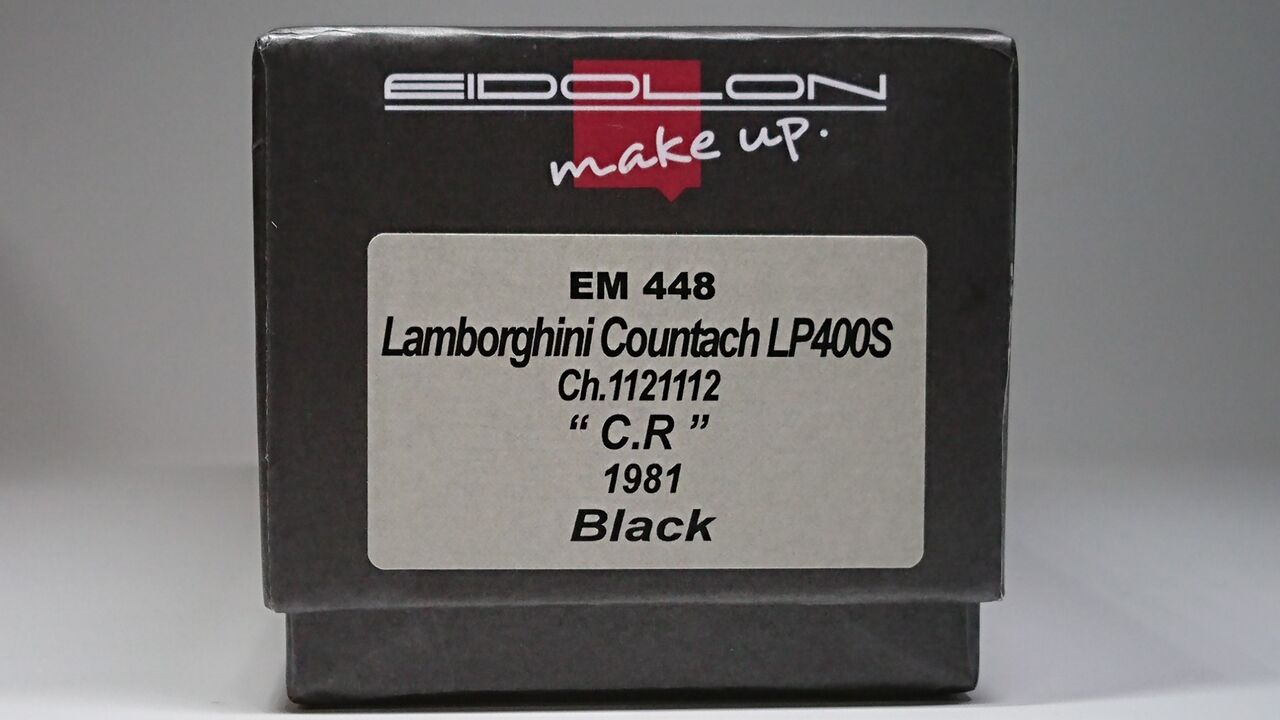 EIDOLON
make up.
EM 448
Lamborghini Countach LP400S
Ch.1121112
“ C.R ”
1981
Black